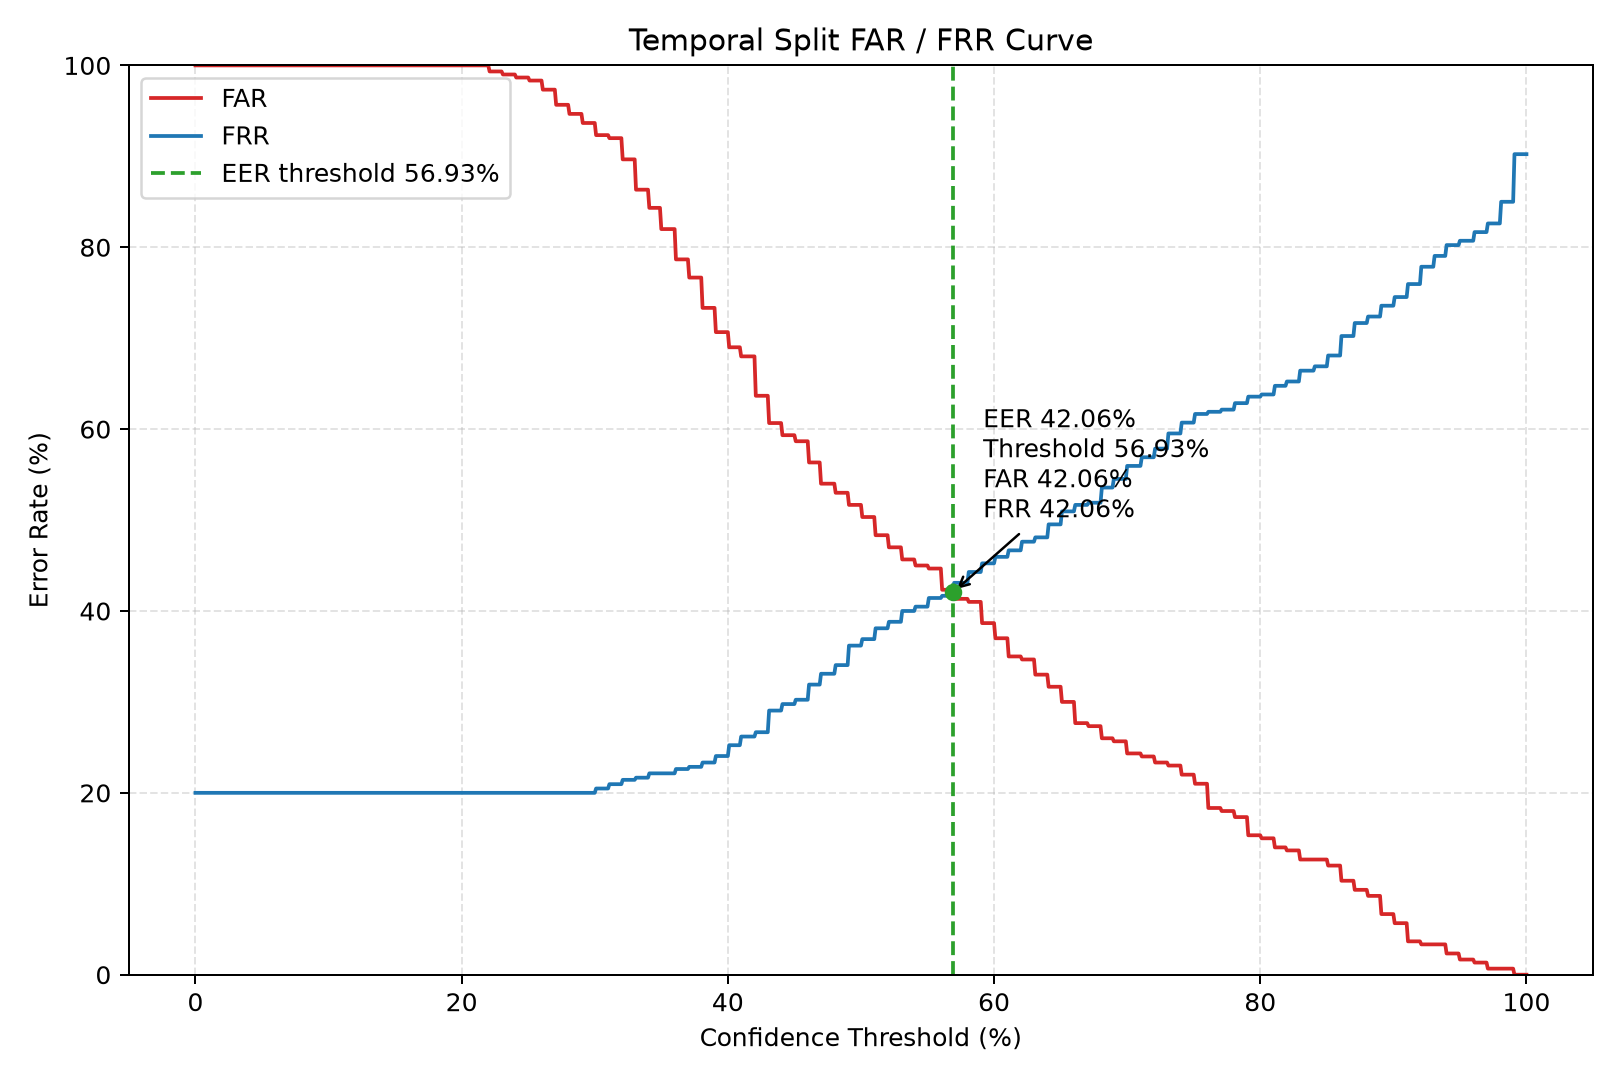 Temporal Split FAR / FRR Curve
FAR
FRR
EER threshold 56.93%
EER 42.06%
Threshold 56.93%
FAR 42.06%
FRR 42.06%
Error Rate (%)
100
80
60
40
20
0
0 20 40 60 80 100
Confidence Threshold (%)